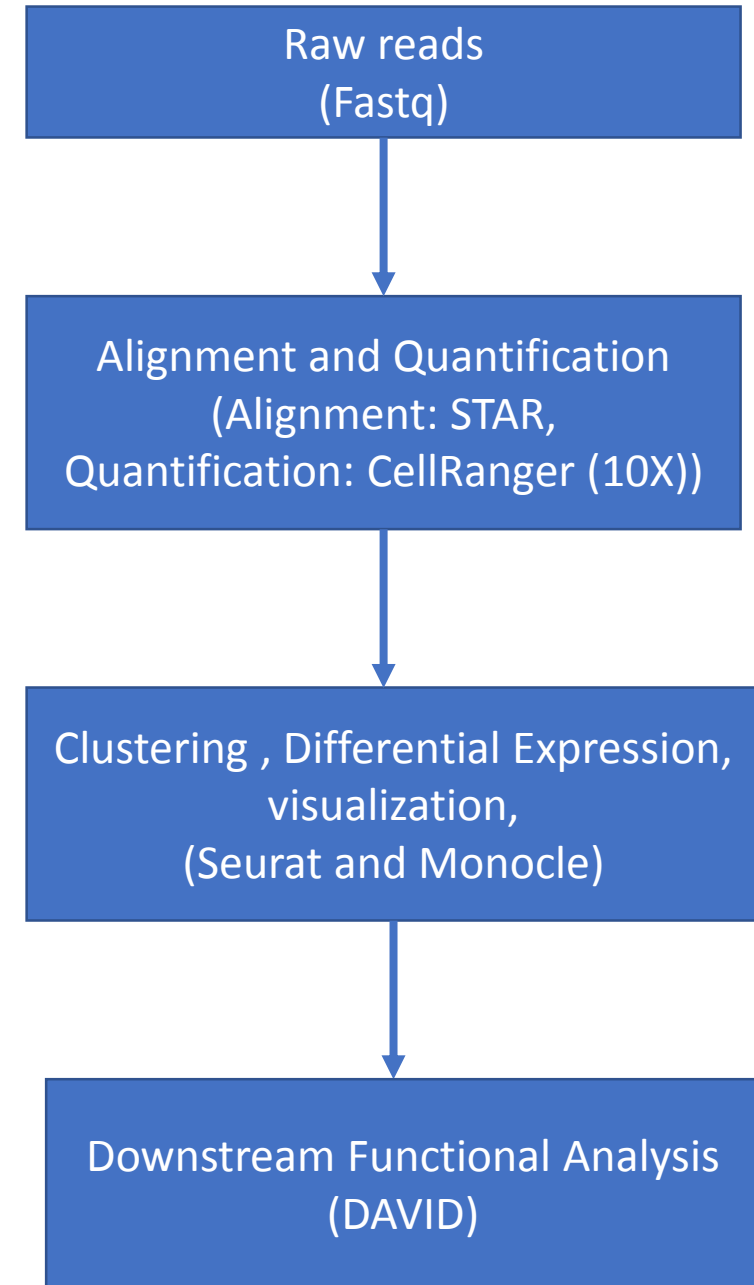 Raw reads
(Fastq)
Alignment and Quantification
(Alignment: STAR,
Quantification: CellRanger (10X))
Clustering , Differential Expression,
visualization,
(Seurat and Monocle)
Downstream Functional Analysis
(DAVID)